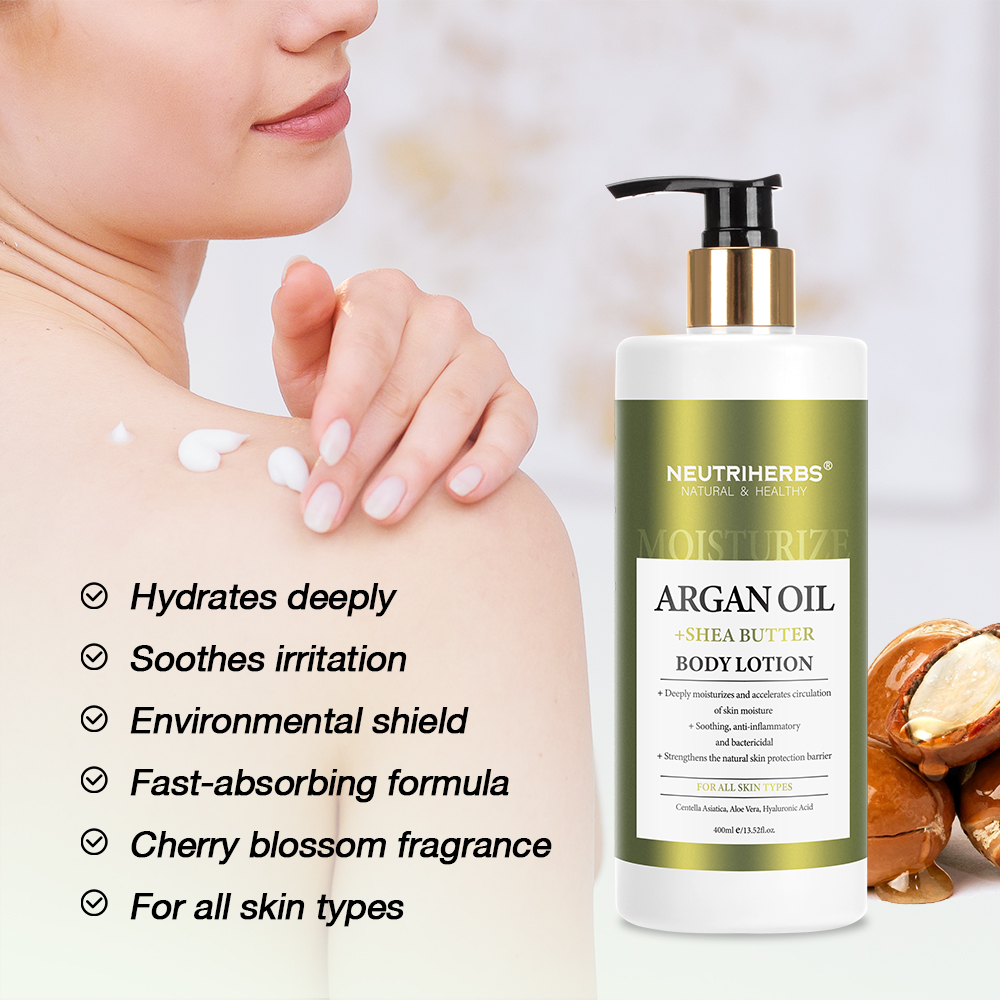 Hydrates deeply
Soothes irritation
Environmental shield
Fast-absorbing formula
Cherry blossom fragrance
For all skin types
NEUTRIHERBS®
NATURAL & HEALTHY
MOISTURIZE
ARGAN OIL
+SHEA BUTTER
BODY LOTION
+ Deeply moisturizes and accelerates circulation
of skin moisture
+ Soothing, anti-inflammatory
and bactericidal
+ Strengthens the natural skin protection barrier
FOR ALL SKIN TYPES
Centella Asiatica, Aloe Vera, Hyaluronic Acid
400ml e/13.52fl.oz.